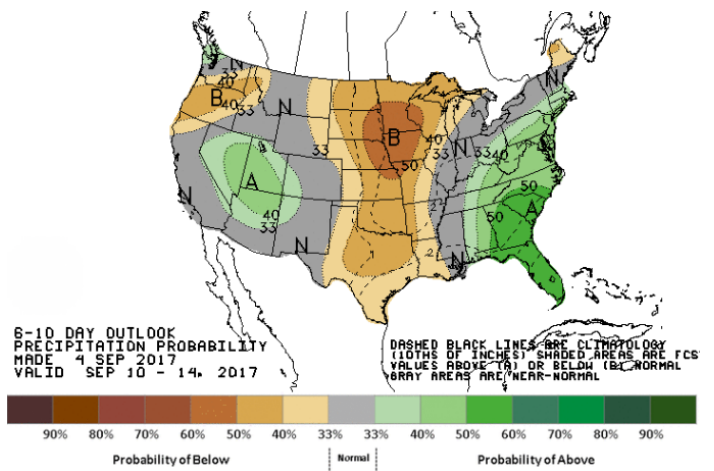 N
33
40
B
40
33
N
33
B
40
33
50
N
33
40
A
40
33
N
N
50
A
50
N
N
2
6-10 DAY OUTLOOK
PRECIPITATION PROBABILITY
MADE 4 SEP 2017
VALID SEP 10 - 14, 2017
DASHED BLACK LINES ARE CLIMATOLOGY
(10THS OF INCHES) SHADED AREAS ARE FCST
VALUES ABOVE (A) OR BELOW (B) NORMAL
GRAY AREAS ARE NEAR-NORMAL
90% 80% 70% 60% 50% 40% 33% 33% 40% 50% 60% 70% 80% 90%
Probability of Below Normal Probability of Above